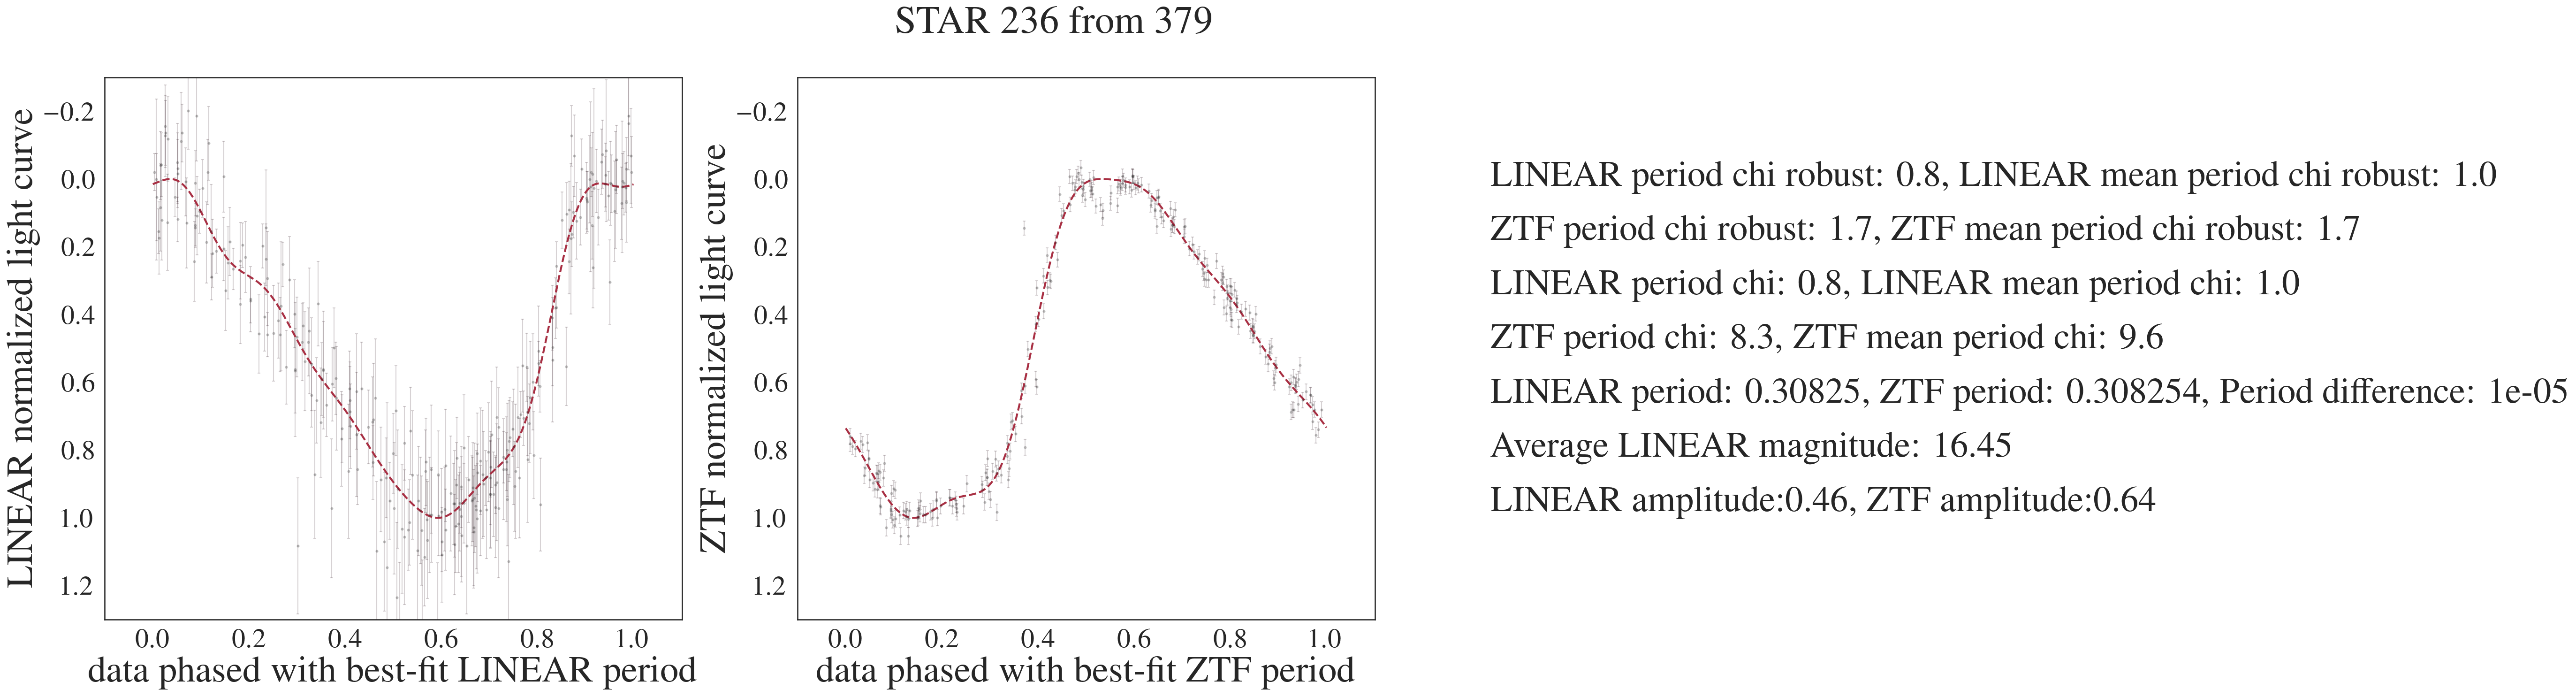 STAR 236 from 379
LINEAR normalized light curve
−0.2
0.0
0.2
0.4
0.6
0.8
1.0
1.2
0.0 0.2 0.4 0.6 0.8 1.0
data phased with best-fit LINEAR period
ZTF normalized light curve
−0.2
0.0
0.2
0.4
0.6
0.8
1.0
1.2
0.0 0.2 0.4 0.6 0.8 1.0
data phased with best-fit ZTF period
LINEAR period chi robust: 0.8, LINEAR mean period chi robust: 1.0
ZTF period chi robust: 1.7, ZTF mean period chi robust: 1.7
LINEAR period chi: 0.8, LINEAR mean period chi: 1.0
ZTF period chi: 8.3, ZTF mean period chi: 9.6
LINEAR period: 0.30825, ZTF period: 0.308254, Period difference: 1e-05
Average LINEAR magnitude: 16.45
LINEAR amplitude:0.46, ZTF amplitude:0.64